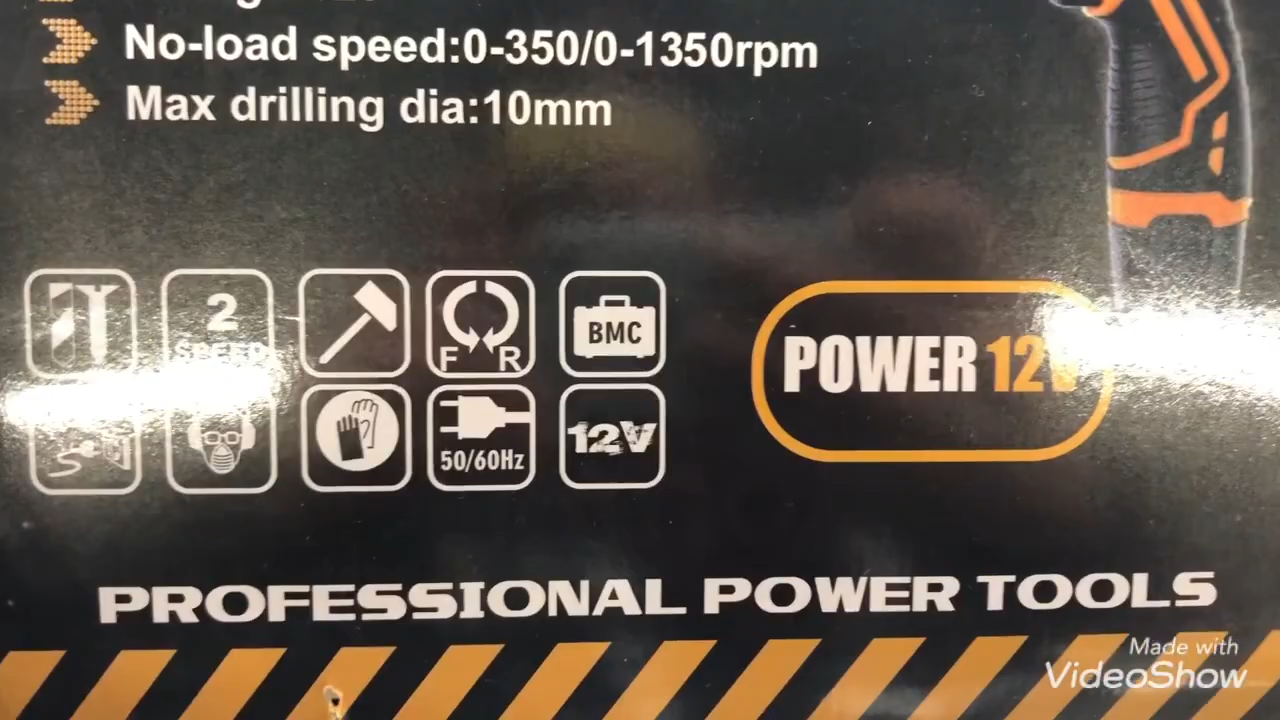 No-load speed:0-350/0-1350rpm
Max drilling dia:10mm
2
SPEED
F R
BMC
POWER 12V
50/60Hz
12V
PROFESSIONAL POWER TOOLS
Made with
VideoShow